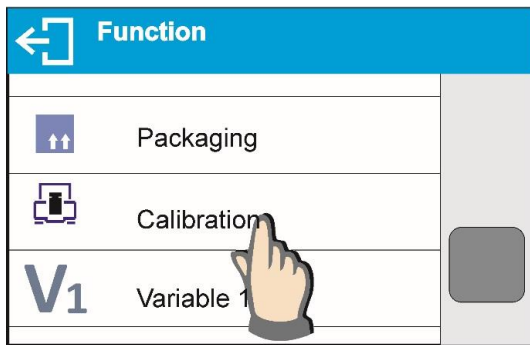 Function
Packaging
Calibration
V1
Variable 1